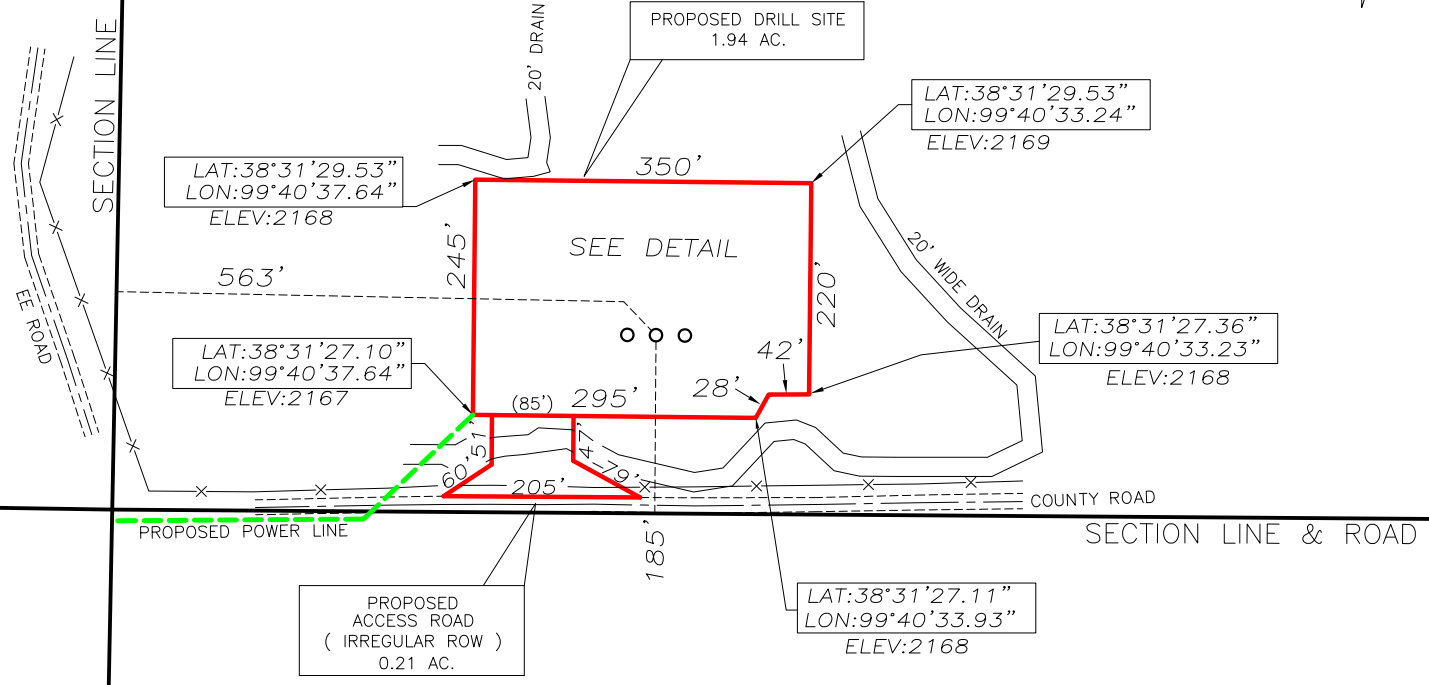 PROPOSED DRILL SITE
1.94 AC.
20' DRAIN
SECTION LINE
LAT:38°31'29.53"
LON:99°40'33.24"
ELEV:2169
LAT:38°31'29.53"
LON:99°40'37.64"
ELEV:2168
350'
245'
SEE DETAIL
220'
20' WIDE DRAIN
563'
EE ROAD
LAT:38°31'27.36"
LON:99°40'33.23"
ELEV:2168
LAT:38°31'27.10"
LON:99°40'37.64"
ELEV:2167
42'
28'
(85')
295'
51'
47'
60'
79'
205'
COUNTY ROAD
PROPOSED POWER LINE
SECTION LINE & ROAD
185'
PROPOSED
ACCESS ROAD
( IRREGULAR ROW )
0.21 AC.
LAT:38°31'27.11"
LON:99°40'33.93"
ELEV:2168